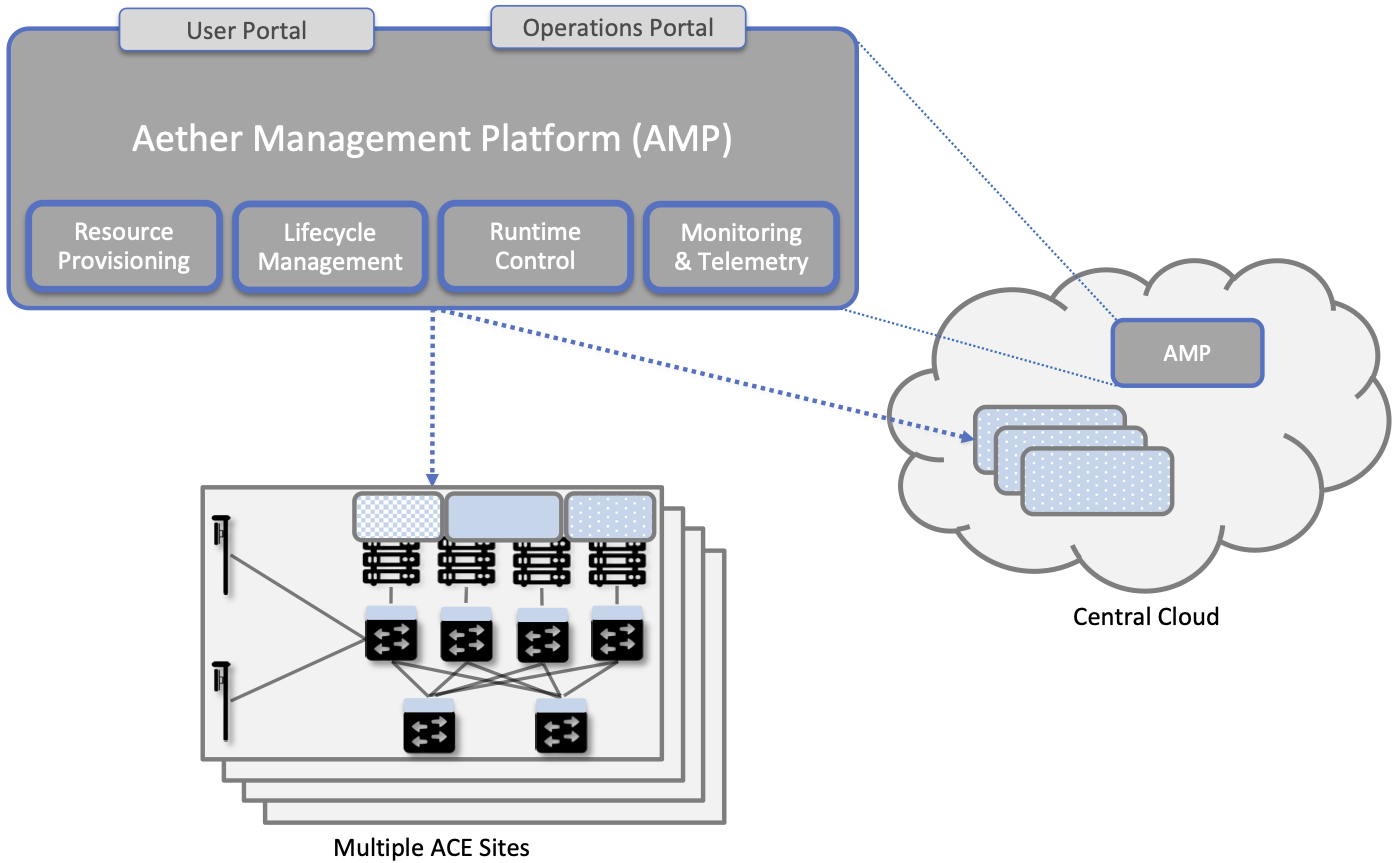 User Portal
Operations Portal
Aether Management Platform (AMP)
Resource
Provisioning
Lifecycle
Management
Runtime
Control
Monitoring
& Telemetry
AMP
Central Cloud
Multiple ACE Sites